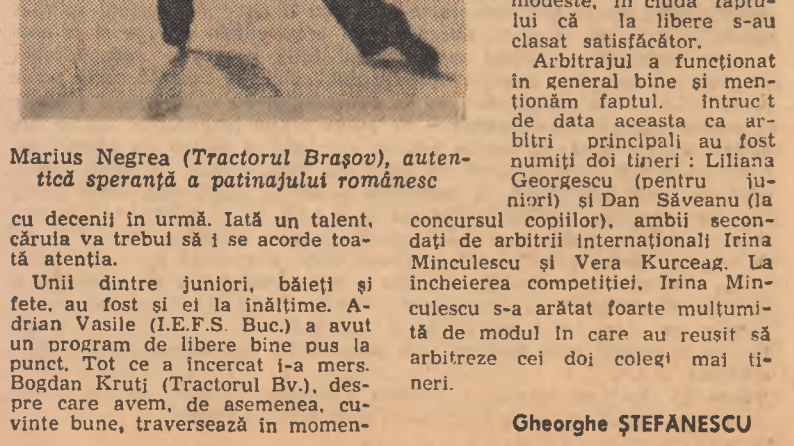 Marius Negrea (Tractorul Brașov), auten-
tică speranță a patinajului românesc
cu decenii în urmă. Iată un talent,
căruia va trebui să i se acorde toa-
tă atenția.
Unii dintre juniori, băieți și
fete, au fost și ei la înălțime. A-
drian Vasile (I.E.F.S. Buc.) a avut
un program de libere bine pus la
punct. Tot ce a încercat i-a mers.
Bogdan Kruti (Tractorul Bv.), des-
pre care avem, de asemenea, cu-
vinte bune, traversează în momen-
modeste, în ciuda faptu-
lui că la libere s-au
clasat satisfăcător.
Arbitrajul a funcționat
în general bine și men-
ționăm faptul. întruc t
de data aceasta ca ar-
bitri principali au fost
numiți doi tineri : Liliana
Georgescu (pentru ju-
niori) și Dan Săveanu (la
concursul copiilor), ambii secon-
dați de arbitrii internaționali Irina
Minculescu și Vera Kurceag. La
încheierea competiției, Irina Min-
culescu s-a arătat foarte mulțumi-
tă de modul în care au reușit să
arbitreze cei doi colegi mai ti-
neri.
Gheorghe ȘTEFĂNESCU